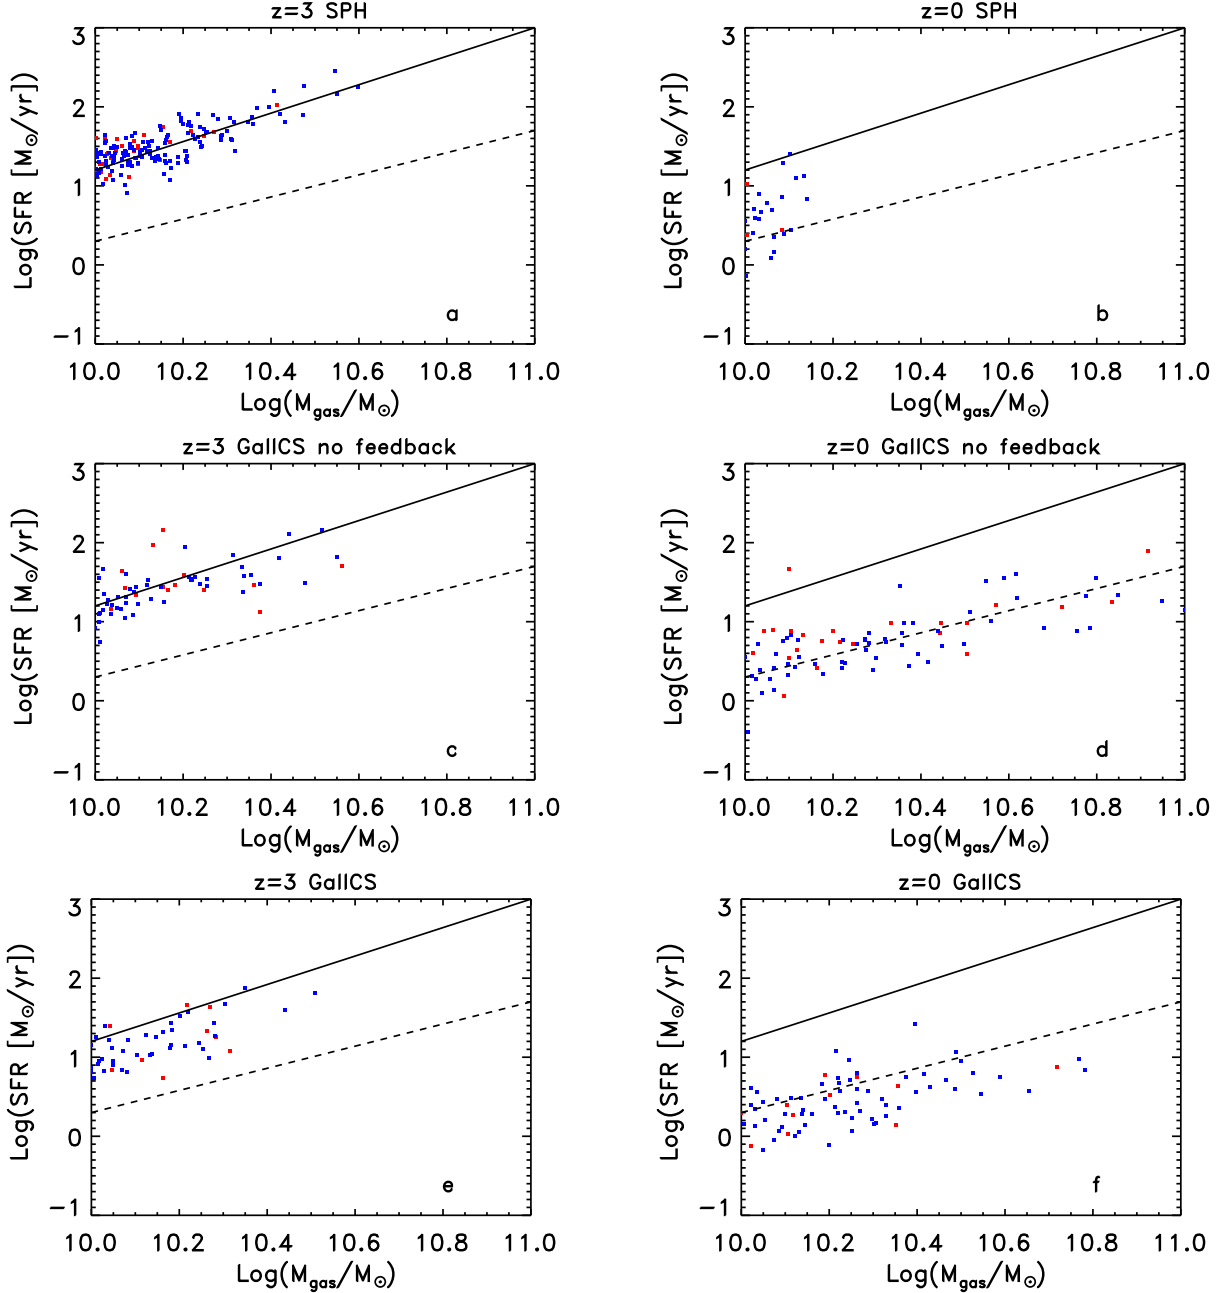 z=3 SPH
3
2
1
0
−1
Log(SFR [M⊙/yr])
a
10.0 10.2 10.4 10.6 10.8 11.0
Log(Mgas/M⊙)
z=0 SPH
3
2
1
0
−1
Log(SFR [M⊙/yr])
b
10.0 10.2 10.4 10.6 10.8 11.0
Log(Mgas/M⊙)
z=3 GalICS no feedback
3
2
1
0
−1
Log(SFR [M⊙/yr])
c
10.0 10.2 10.4 10.6 10.8 11.0
Log(Mgas/M⊙)
z=0 GalICS no feedback
3
2
1
0
−1
Log(SFR [M⊙/yr])
d
10.0 10.2 10.4 10.6 10.8 11.0
Log(Mgas/M⊙)
z=3 GalICS
3
2
1
0
−1
Log(SFR [M⊙/yr])
e
10.0 10.2 10.4 10.6 10.8 11.0
Log(Mgas/M⊙)
z=0 GalICS
3
2
1
0
−1
Log(SFR [M⊙/yr])
f
10.0 10.2 10.4 10.6 10.8 11.0
Log(Mgas/M⊙)